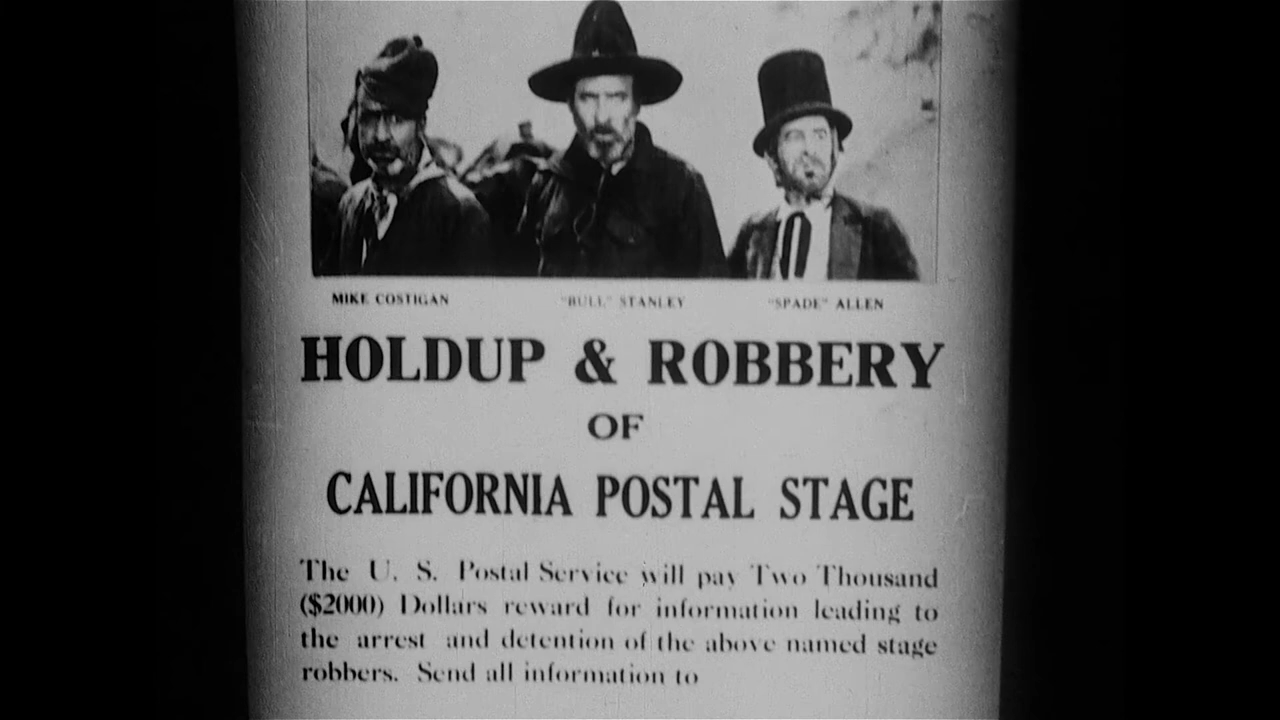 MIKE COSTIGAN "BULL" STANLEY "SPADE" ALLEN
HOLDUP & ROBBERY
OF
CALIFORNIA POSTAL STAGE
The U. S. Postal Service will pay Two Thousand
($2000) Dollars reward for information leading to
the arrest and detention of the above named stage
robbers. Send all information to